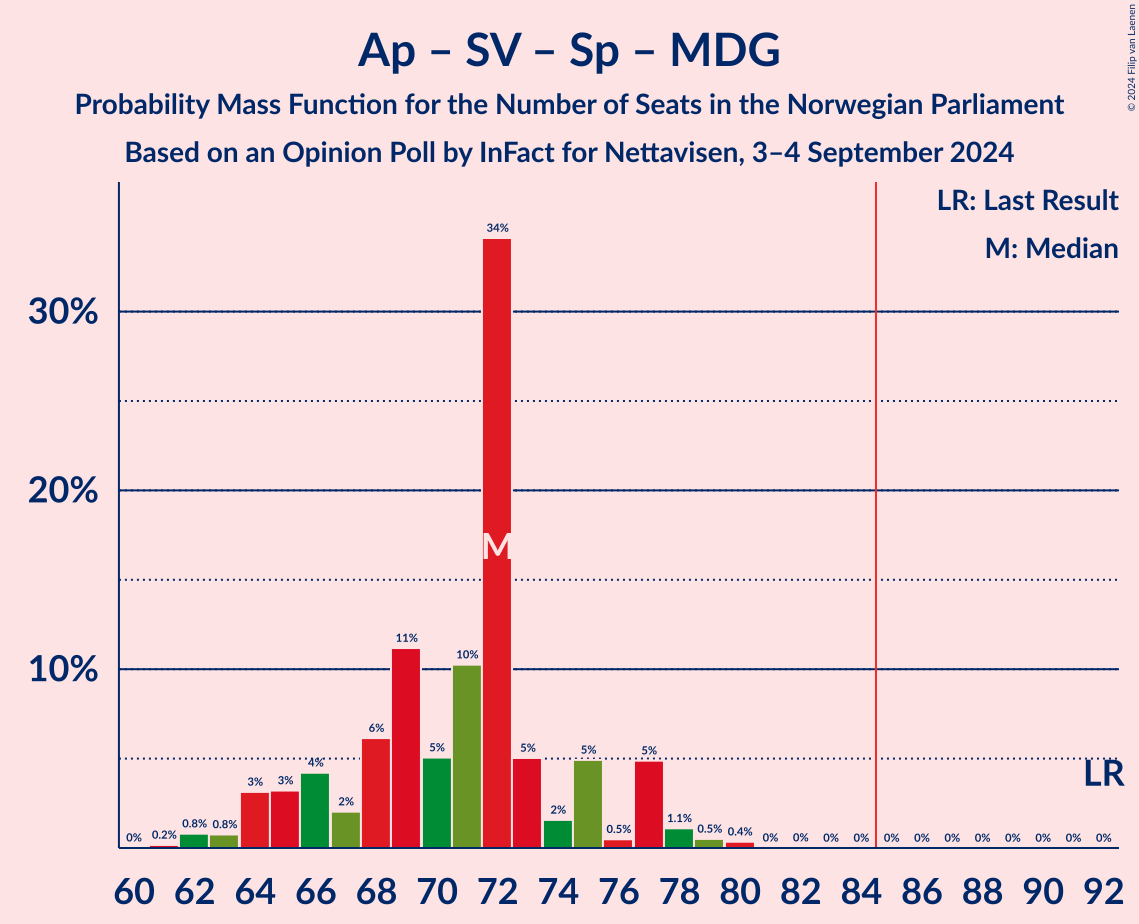 Ap – SV – Sp – MDG
Probability Mass Function for the Number of Seats in the Norwegian Parliament
Based on an Opinion Poll by InFact for Nettavisen, 3–4 September 2024
© 2024 Filip van Laenen
LR: Last Result
M: Median
30%
20%
10%
0% 0.2% 0.8% 0.8% 3% 3% 4% 2% 6% 11% 5% 10% 34% 5% 2% 5% 0.5% 5% 1.1% 0.5% 0.4% 0% 0% 0% 0% 0% 0% 0% 0% 0% 0% 0% 0%
M
LR
60 62 64 66 68 70 72 74 76 78 80 82 84 86 88 90 92